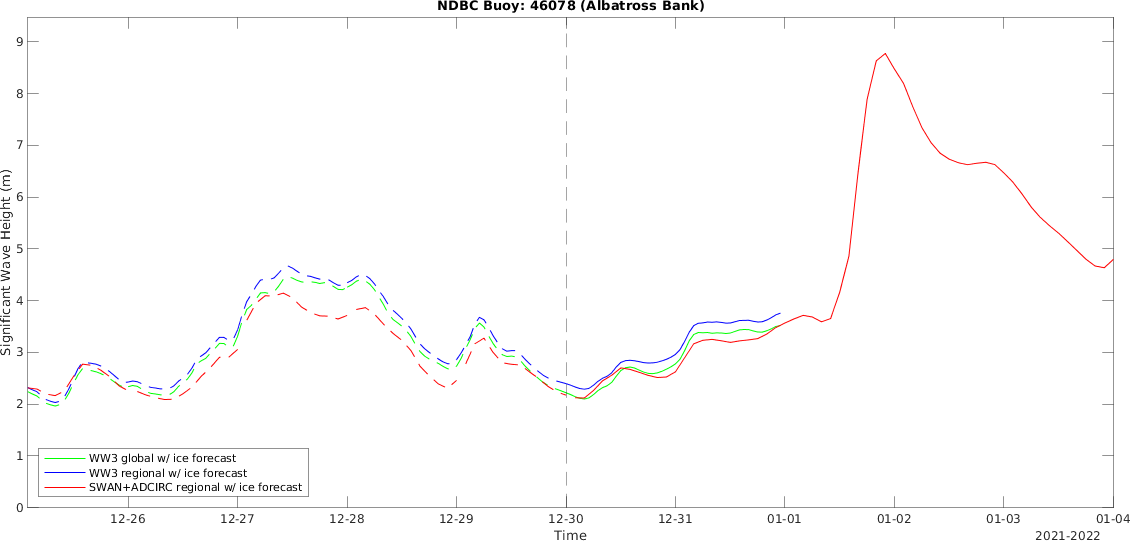 NDBC Buoy: 46078 (Albatross Bank)
Significant Wave Height (m)
9
8
7
6
5
4
3
2
1
0
WW3 global w/ ice forecast
WW3 regional w/ ice forecast
SWAN+ADCIRC regional w/ ice forecast
12-26 12-27 12-28 12-29 12-30 12-31 01-01 01-02 01-03 01-04
Time
2021-2022